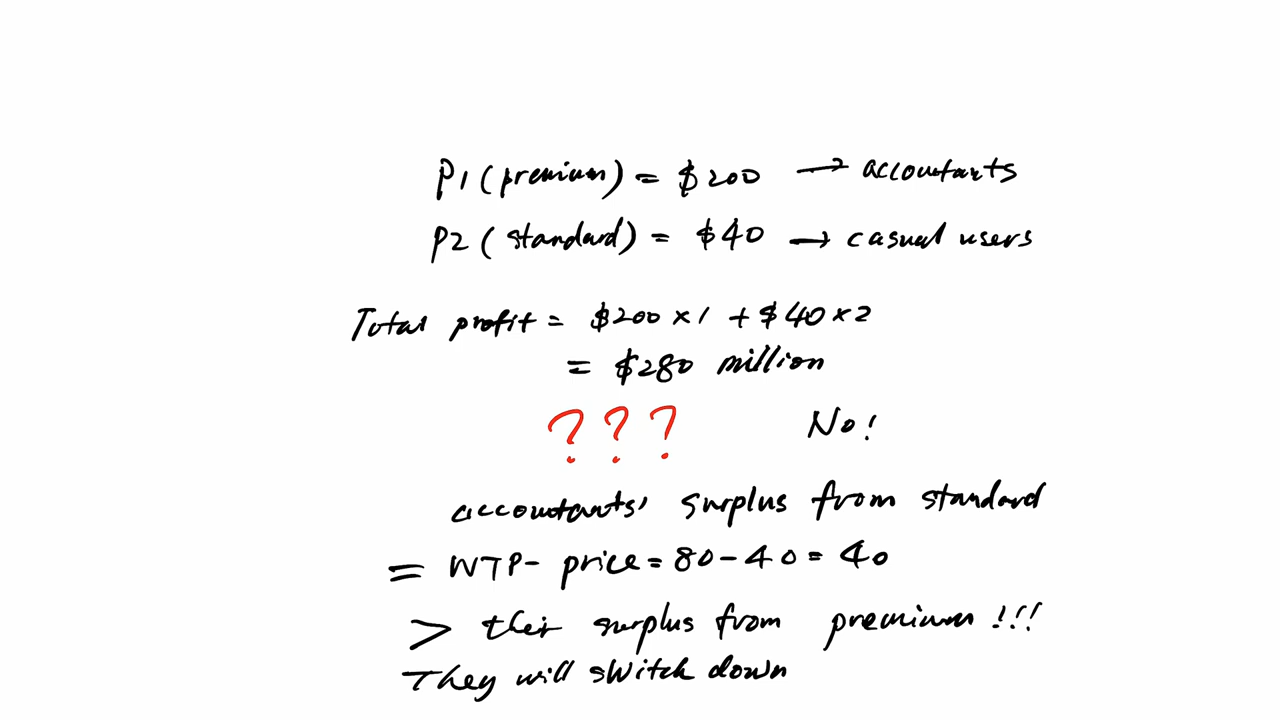 P1 (premium) = $200 → accountants
P2 (standard) = $40 → casual users
Total profit = $200 × 1 + $40 × 2
= $280 million
??? No!
accountants' surplus from standard
= WTP - price = 80 - 40 = 40
> their surplus from premium!!!
They will switch down